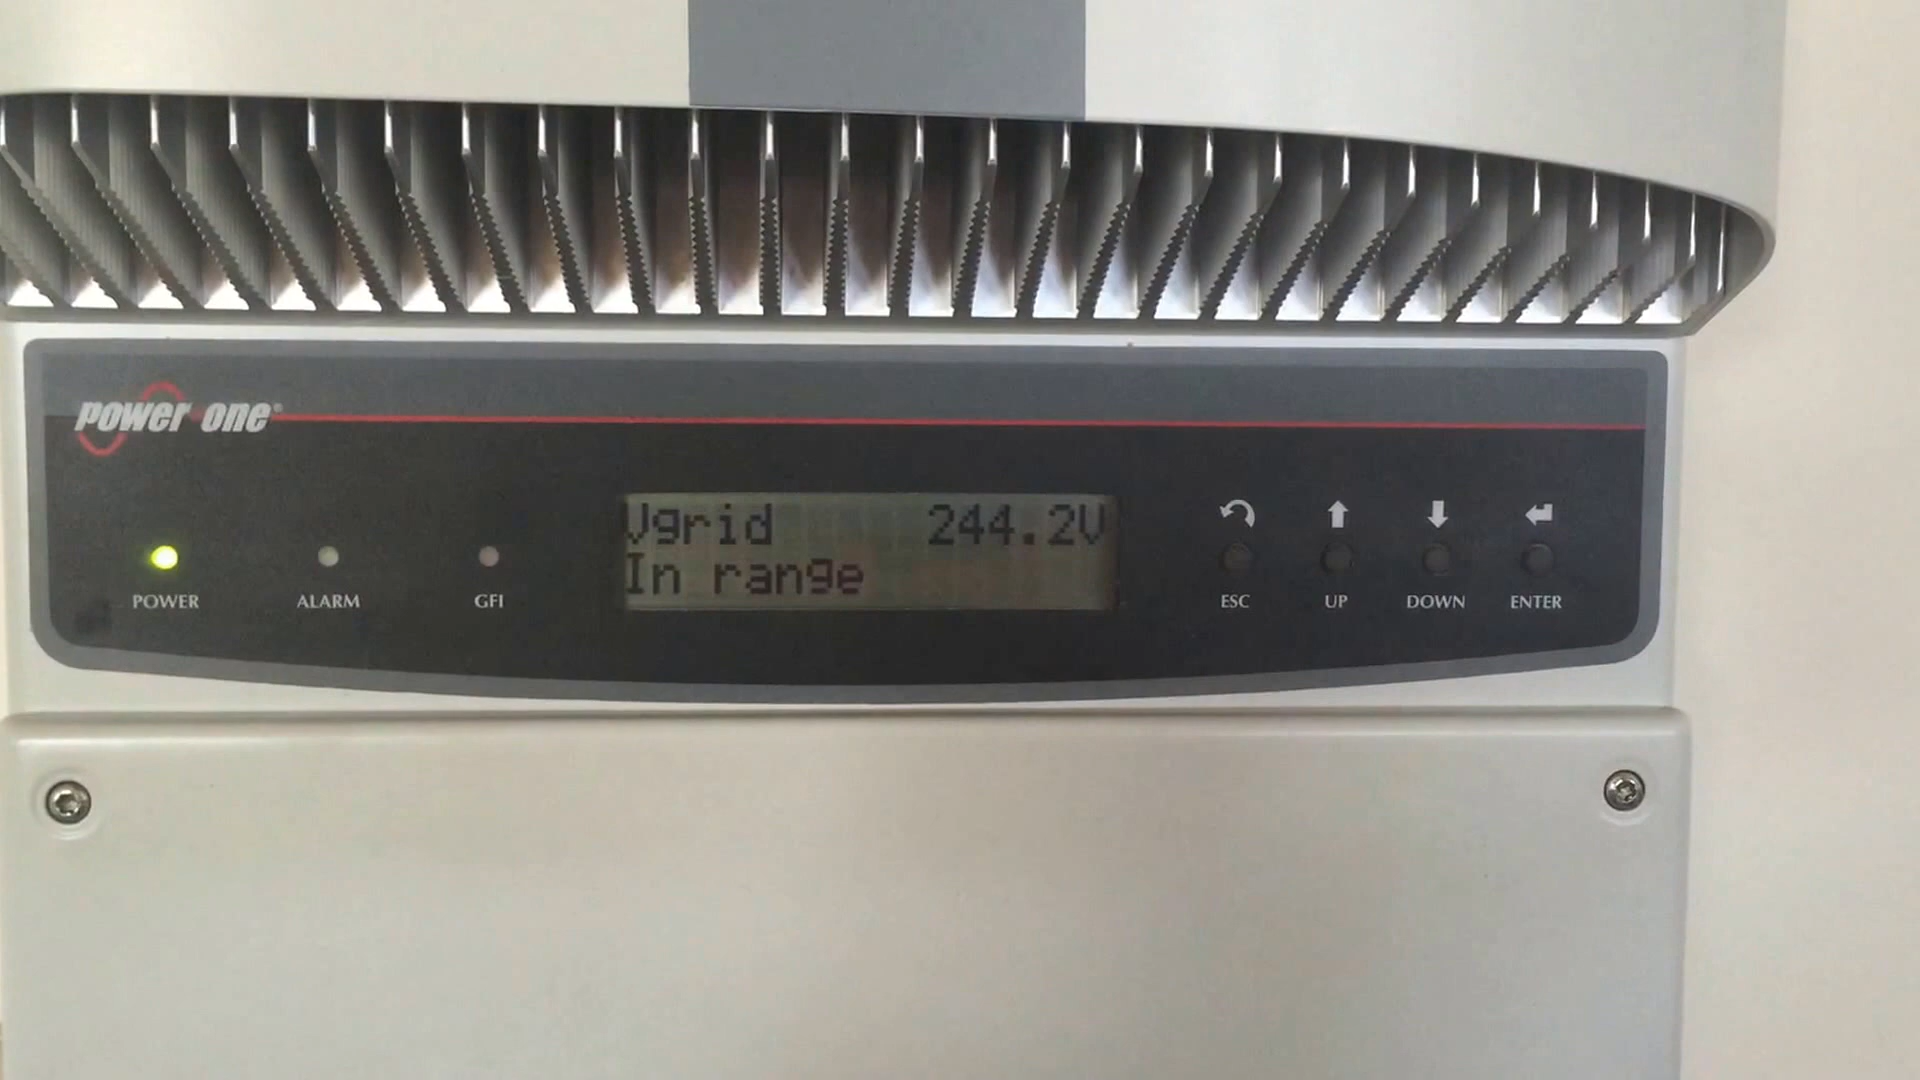 power-one®
Vgrid 244.2V
In range
POWER ALARM GFI ESC UP DOWN ENTER